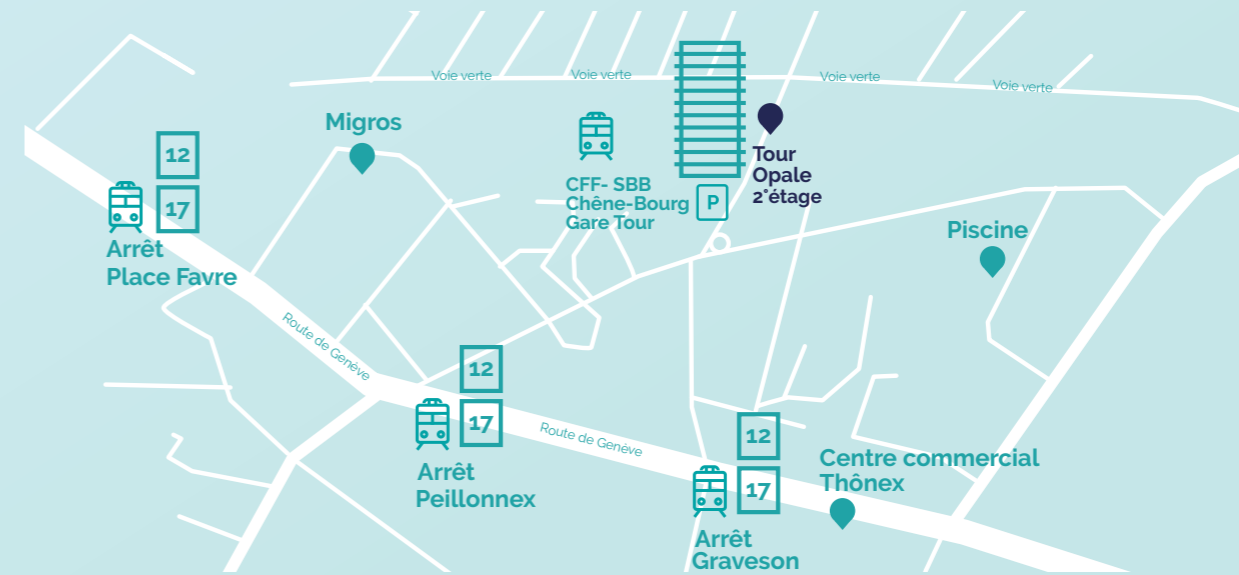 Voie verte
Voie verte
Voie verte
Voie verte
Migros
12
17
Arrêt
Place Favre
CFF- SBB
Chêne-Bourg
Gare Tour
P
Tour
Opale
2°étage
Piscine
Route de Genève
12
17
Arrêt
Peillonnex
Route de Genève
12
17
Arrêt
Graveson
Centre commercial
Thônex